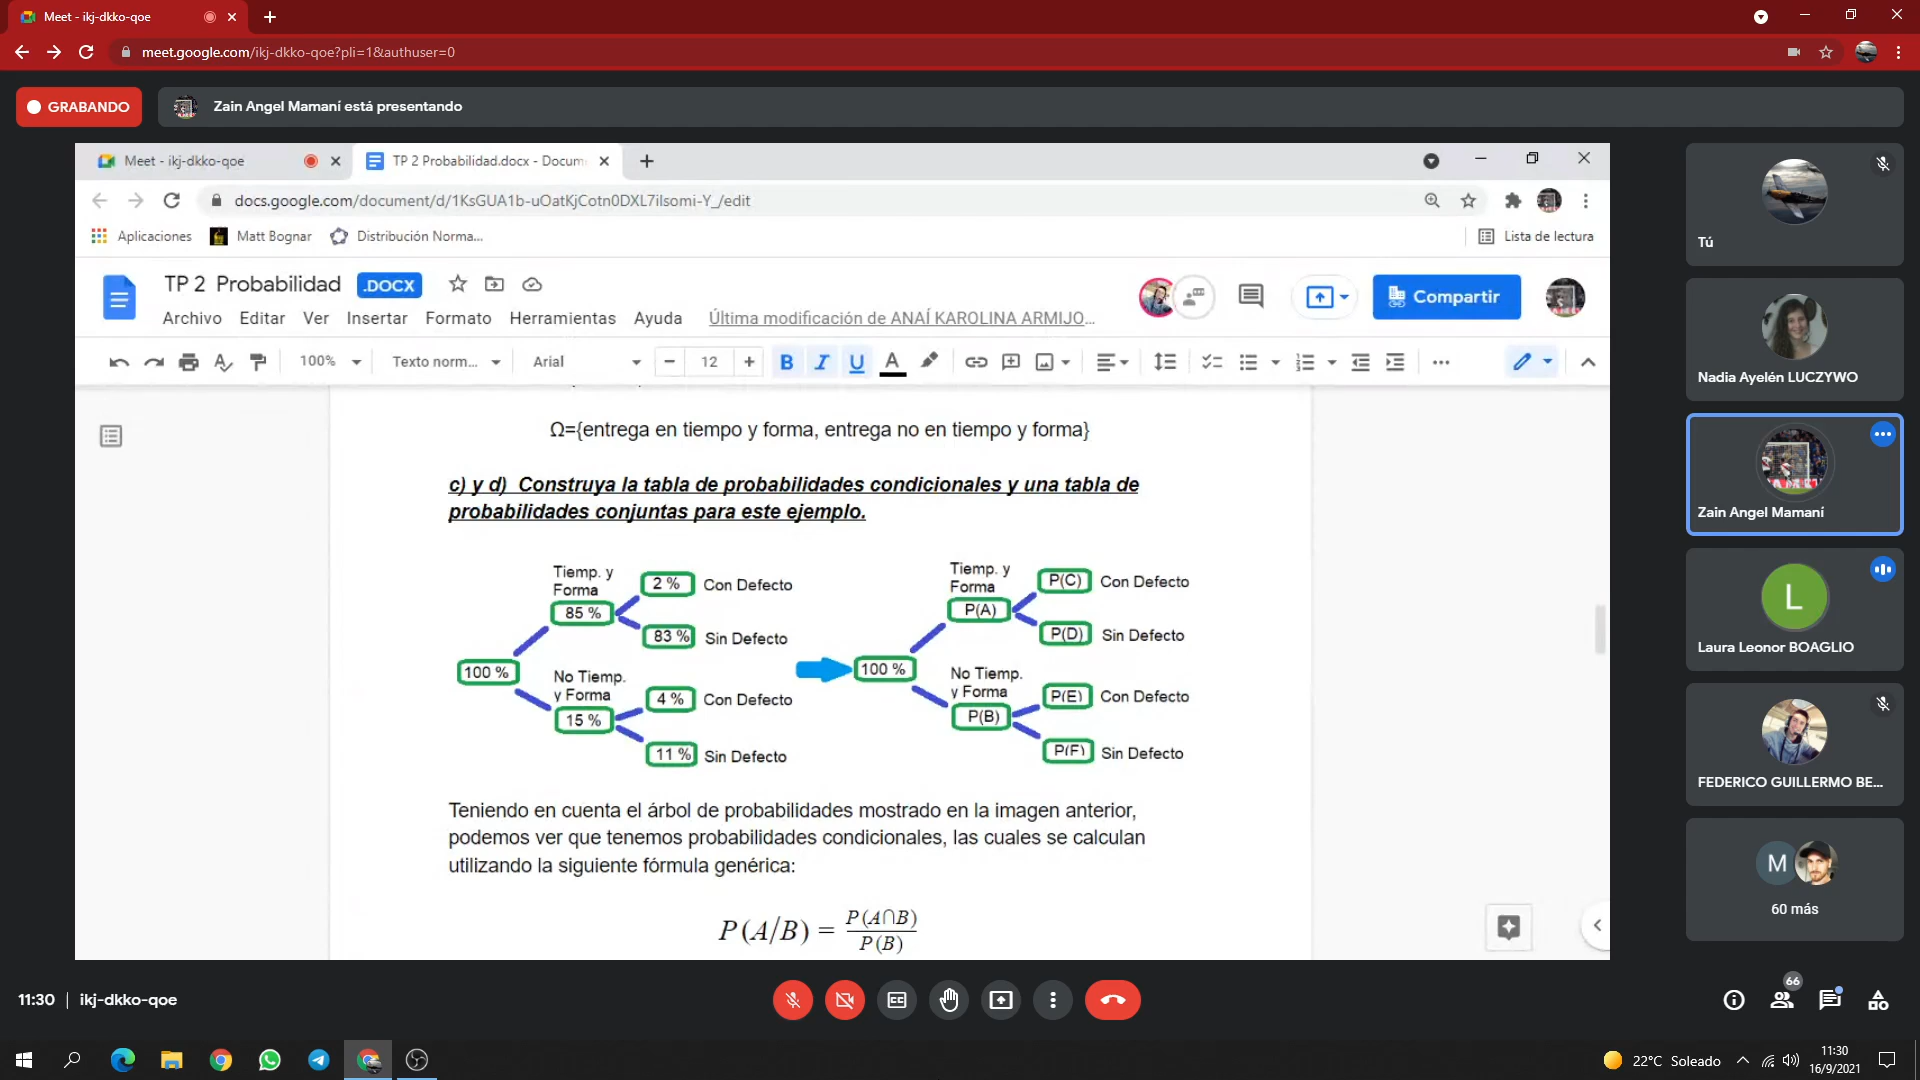 Meet - ikj-dkko-qoe
meet.google.com/ikj-dkko-qoe?pli=1&authuser=0
GRABANDO
Zain Angel Mamaní está presentando
Meet - ikj-dkko-qoe
TP 2 Probabilidad.docx - Docum
docs.google.com/document/d/1KsGUA1b-uOatKjCotn0DXL7ilsomi-Y_/edit
Aplicaciones
Matt Bognar
Distribución Norma...
Lista de lectura
TP 2 Probabilidad
.DOCX
Compartir
Archivo Editar Ver Insertar Formato Herramientas Ayuda
Última modificación de ANAÍ KAROLINA ARMIJO...
100% Texto norm... Arial 12 B I U A
Ω={entrega en tiempo y forma, entrega no en tiempo y forma}
c) y d) Construya la tabla de probabilidades condicionales y una tabla de
probabilidades conjuntas para este ejemplo.
Tiemp. y
Forma
85 %
2 % Con Defecto
83 % Sin Defecto
100 %
No Tiemp.
y Forma
15 %
4 % Con Defecto
11 % Sin Defecto
Tiemp. y
Forma
P(A)
P(C) Con Defecto
P(D) Sin Defecto
100 %
No Tiemp.
y Forma
P(B)
P(E) Con Defecto
P(F) Sin Defecto
Teniendo en cuenta el árbol de probabilidades mostrado en la imagen anterior,
podemos ver que tenemos probabilidades condicionales, las cuales se calculan
utilizando la siguiente fórmula genérica:
P(A/B) = P(A∩B)
P(B)
Tú
Nadia Ayelén LUCZYWO
Zain Angel Mamaní
L
Laura Leonor BOAGLIO
FEDERICO GUILLERMO BE...
M
60 más
11:30 | ikj-dkko-qoe
66
22°C Soleado
11:30
16/9/2021